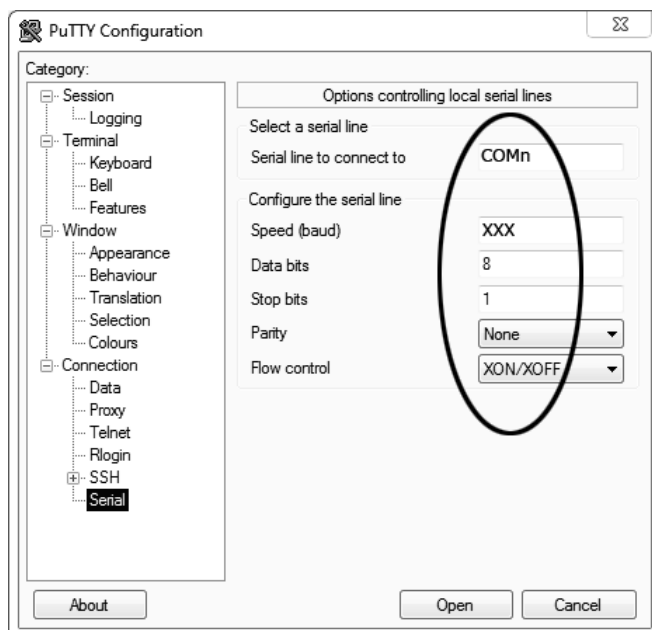 PuTTY Configuration
Category:
Session
Logging
Terminal
Keyboard
Bell
Features
Window
Appearance
Behaviour
Translation
Selection
Colours
Connection
Data
Proxy
Telnet
Rlogin
SSH
Serial
Options controlling local serial lines
Select a serial line
Serial line to connect to COMn
Configure the serial line
Speed (baud) XXX
Data bits 8
Stop bits 1
Parity None
Flow control XON/XOFF
About Open Cancel